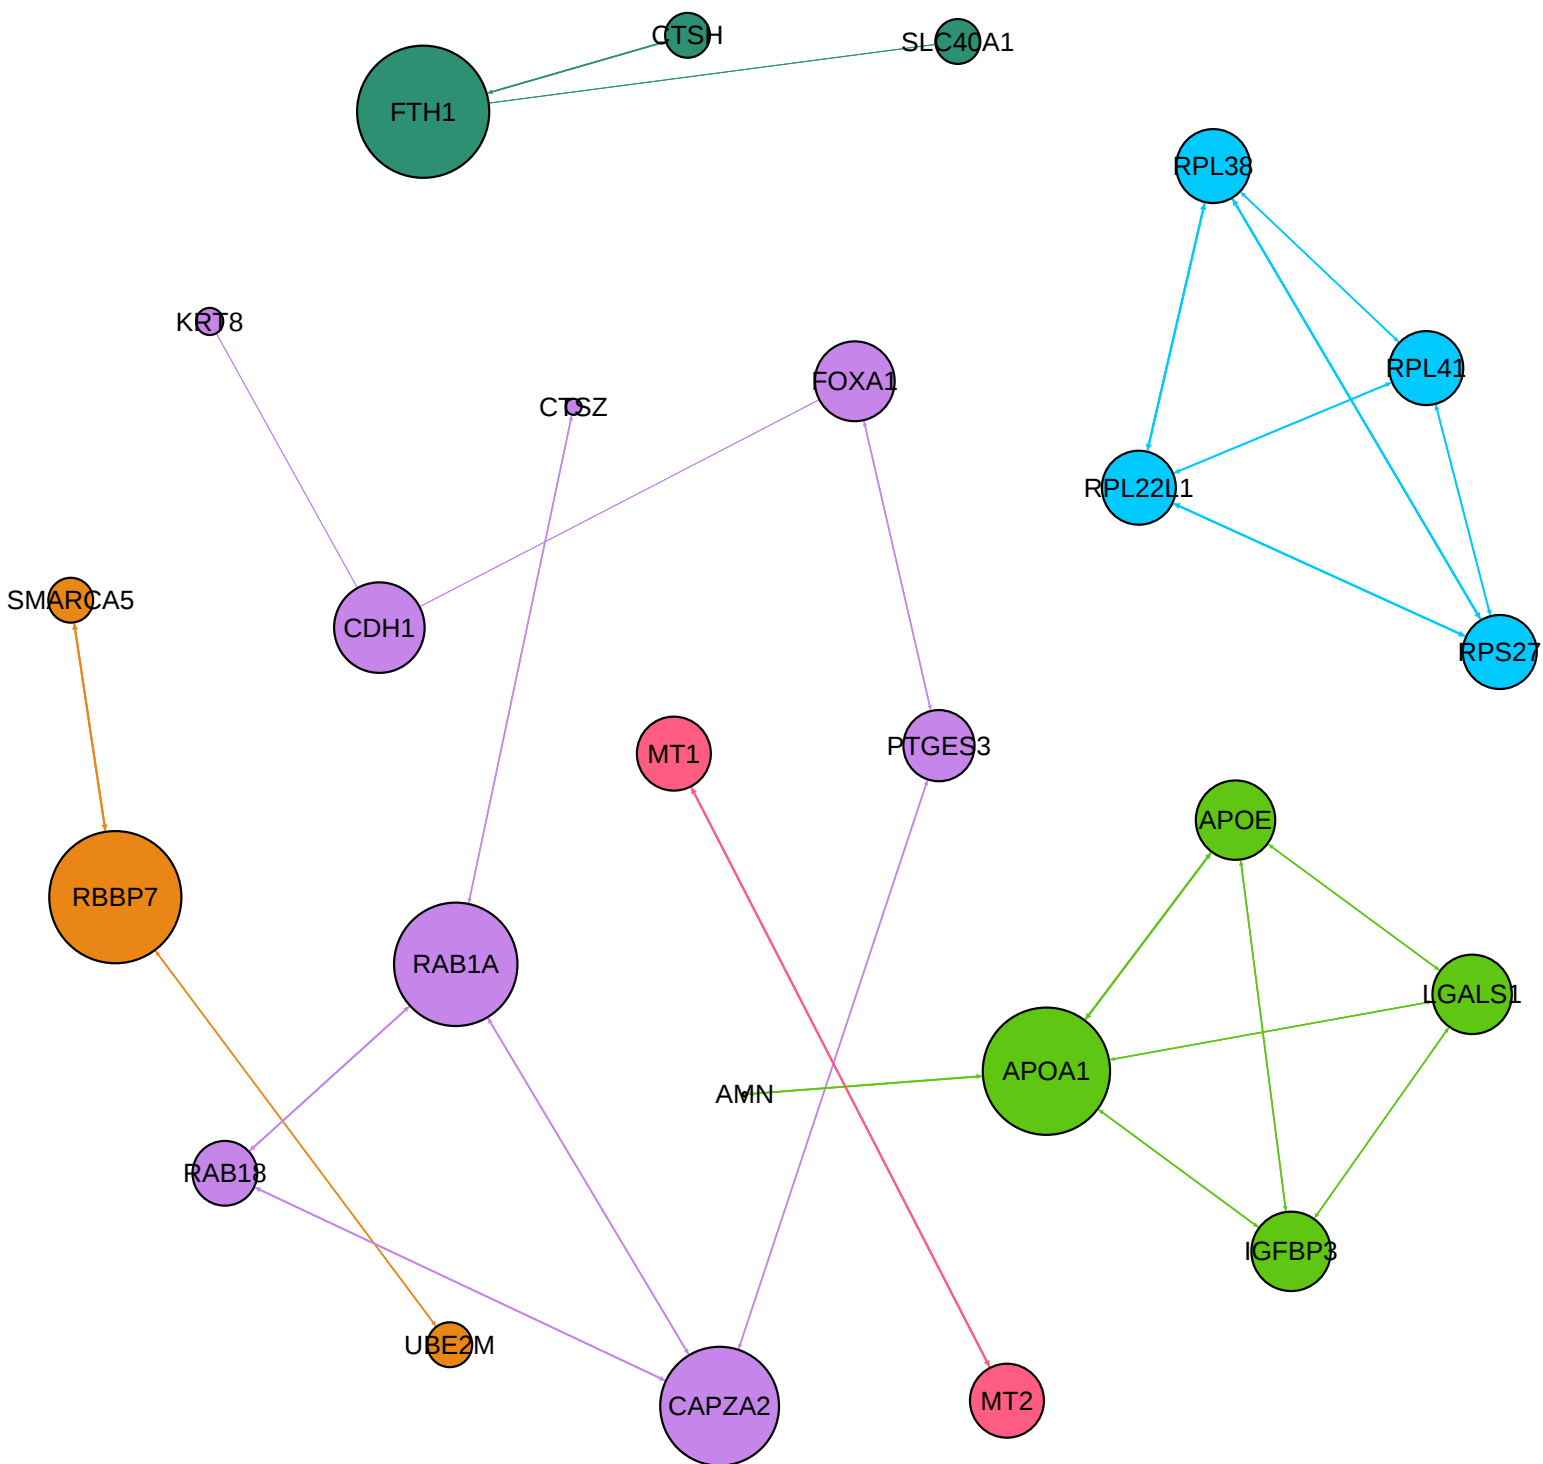 CTSH
SLC40A1
FTH1
RPL38
KRT8
RPL41
FOXA1
CTSZ
RPL22L1
SMARCA5
CDH1
RPS27
PTGES3
MT1
APOE
RBBP7
RAB1A
LGALS1
APOA1
AMN
RAB18
IGFBP3
UBE2M
MT2
CAPZA2